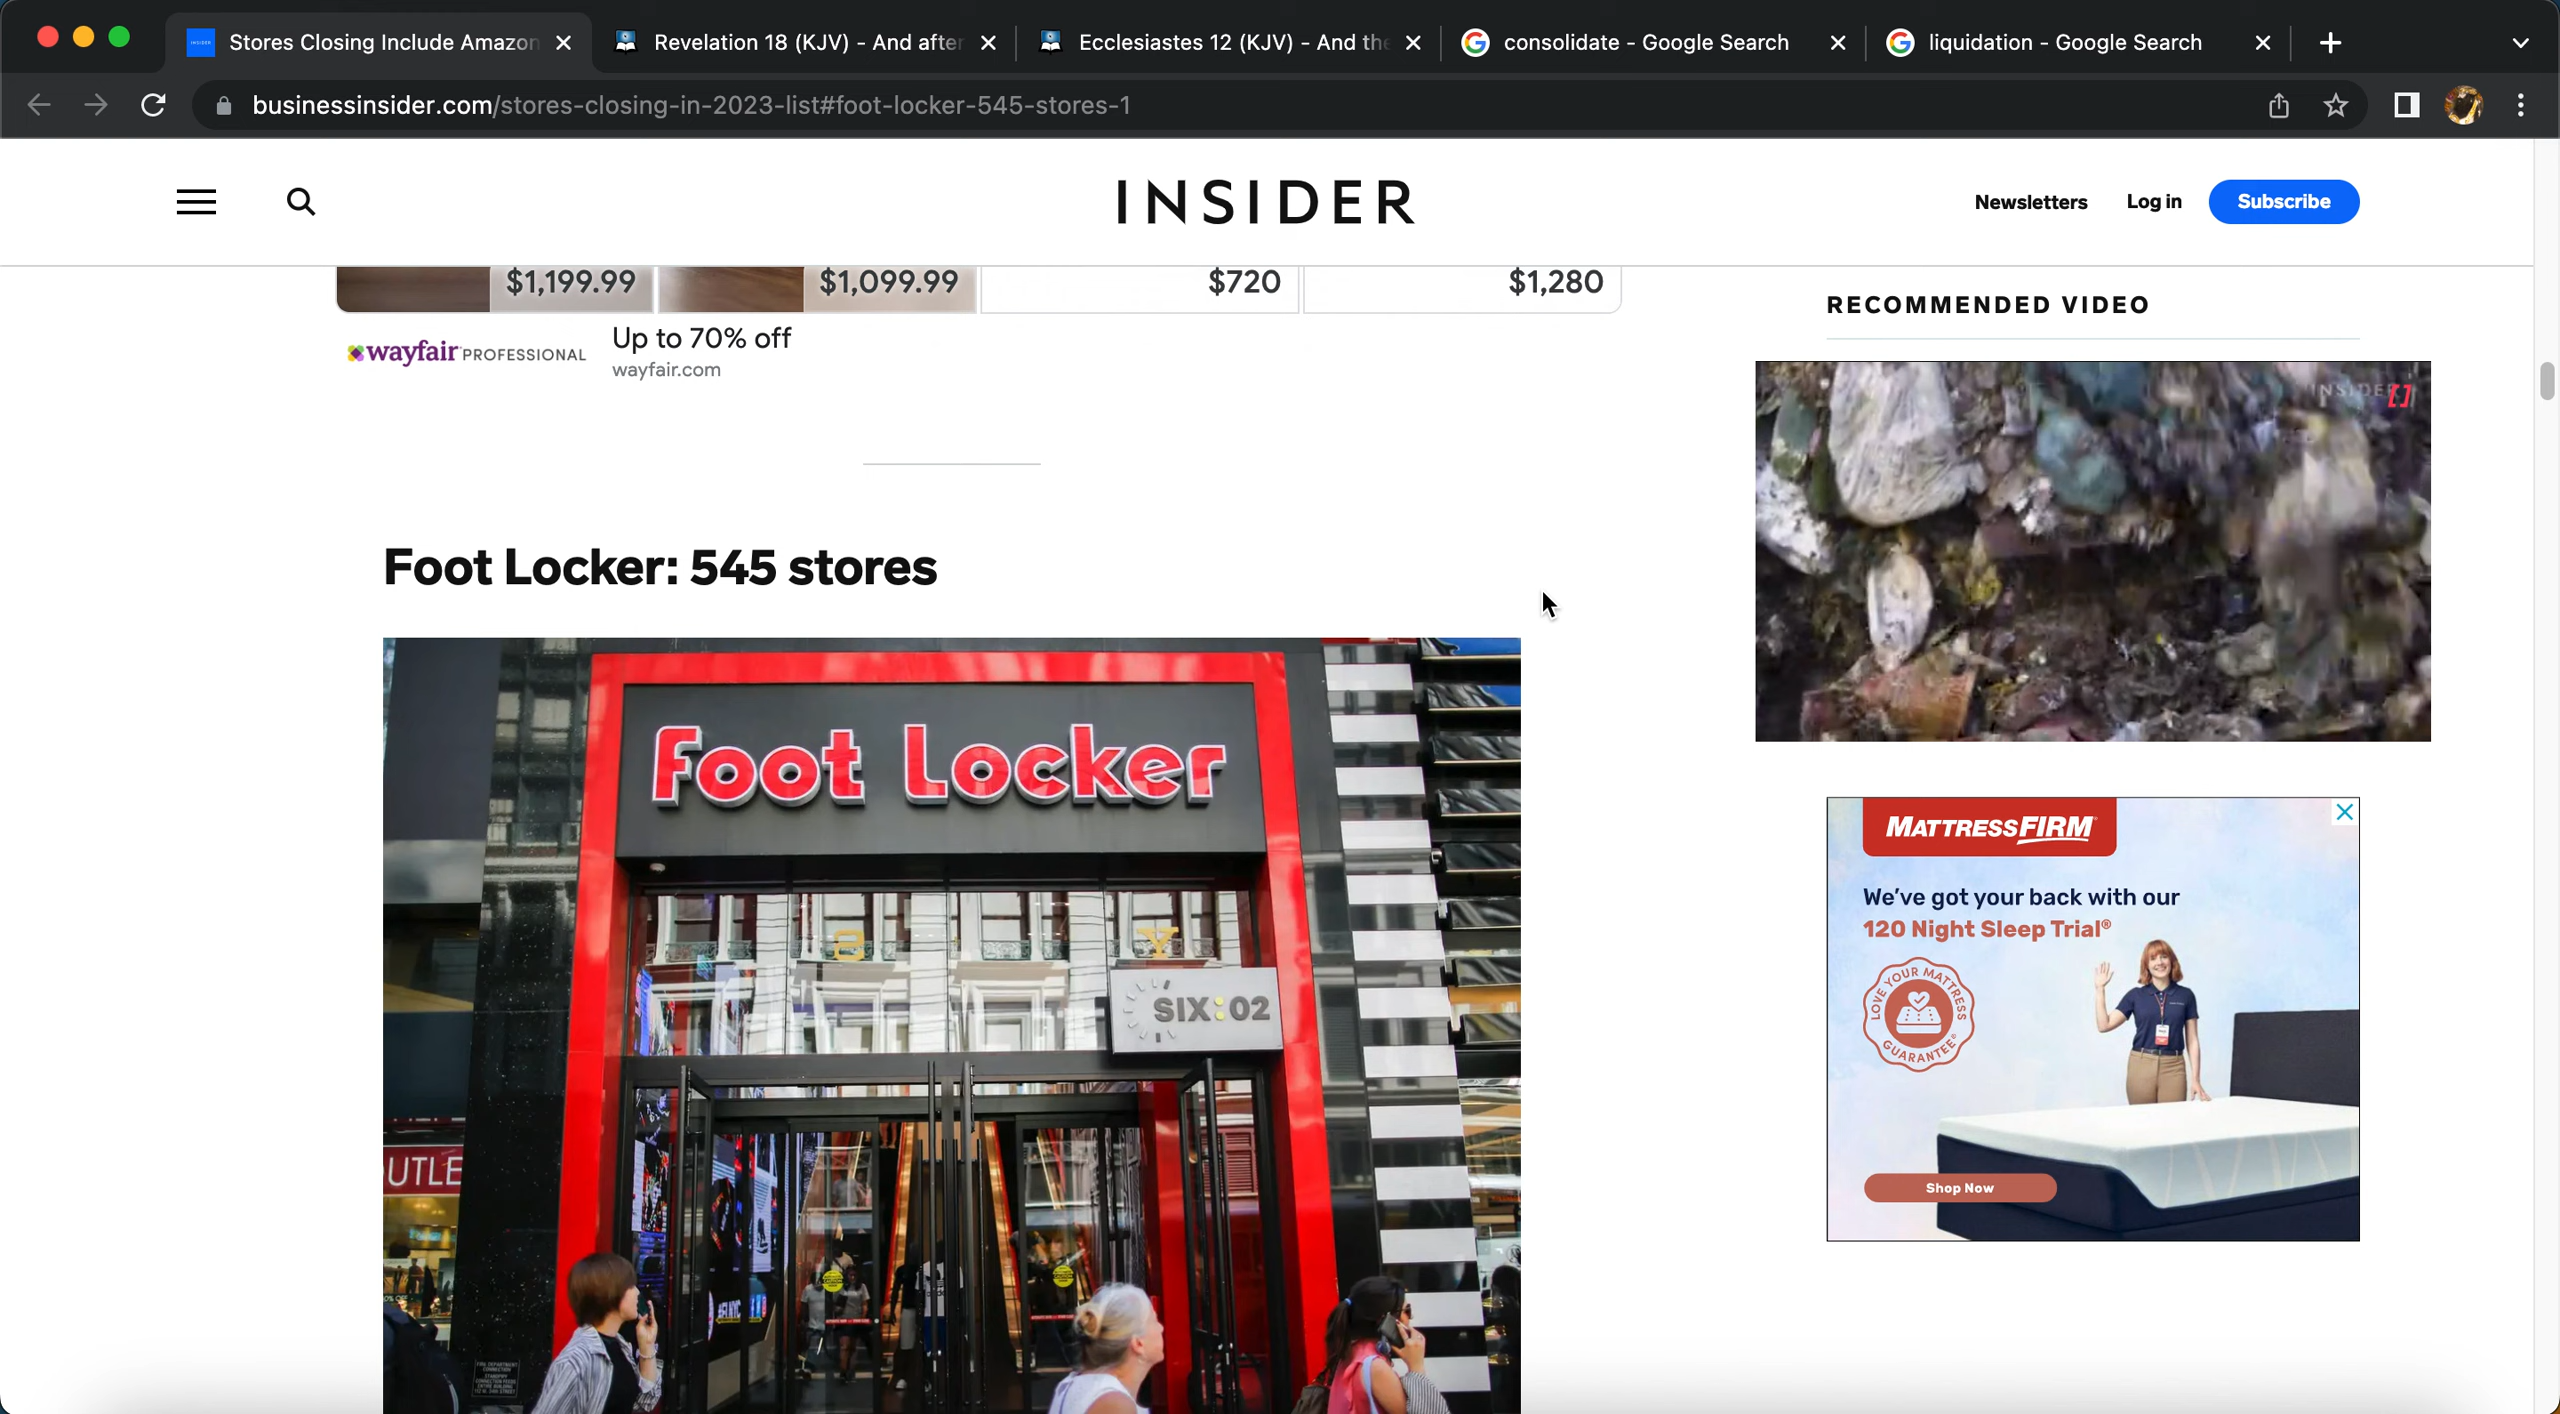 Stores Closing Include Amazon
Revelation 18 (KJV) - And after
Ecclesiastes 12 (KJV) - And the
consolidate - Google Search
liquidation - Google Search
businessinsider.com/stores-closing-in-2023-list#foot-locker-545-stores-1
INSIDER
Newsletters
Log in
Subscribe
$1,199.99
$1,099.99
$720
$1,280
wayfair PROFESSIONAL
Up to 70% off
wayfair.com
RECOMMENDED VIDEO
INSIDER
Foot Locker: 545 stores
Foot Locker
SIX:02
UTLE
#FLNYC
MATTRESSFIRM
We've got your back with our
120 Night Sleep Trial®
LOVE YOUR MATTRESS
GUARANTEE
Shop Now